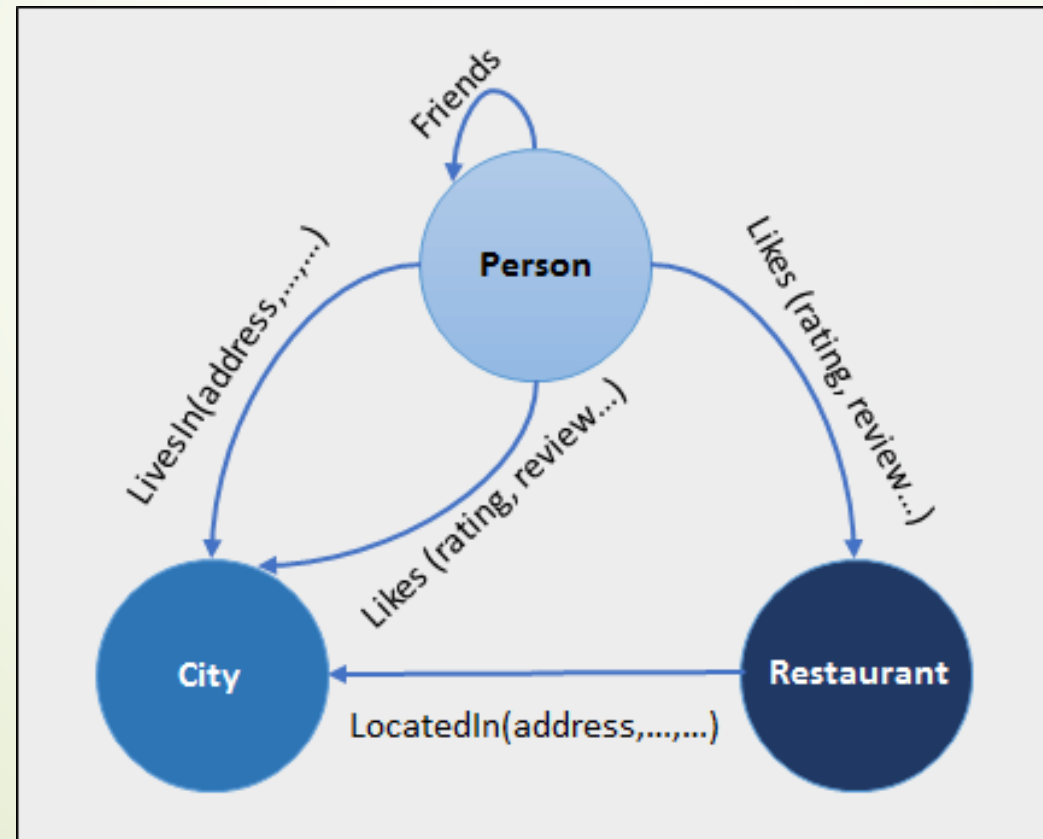 Friends
Person
LivesIn(address,...,...)
Likes (rating, review...)
Likes (rating, review...)
City
Restaurant
LocatedIn(address,...,...)